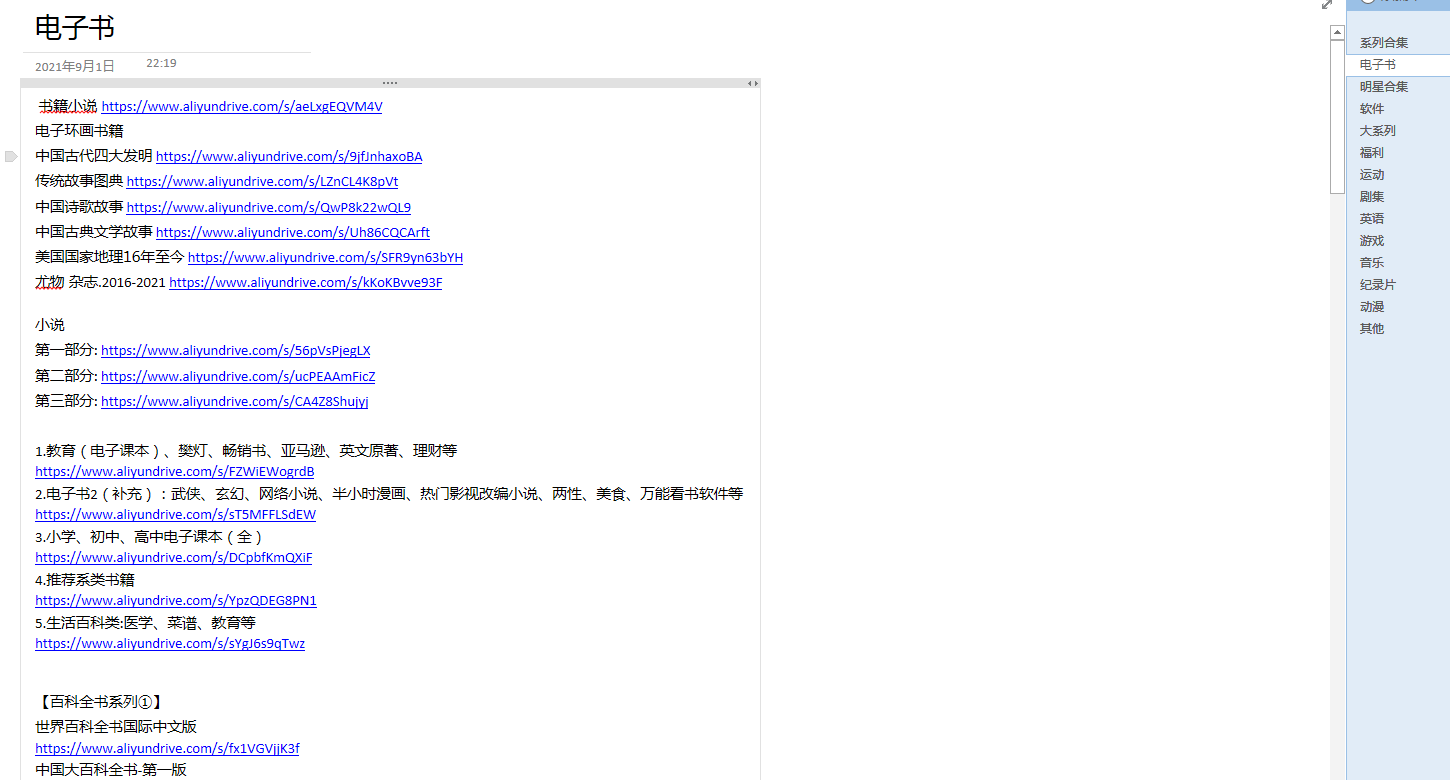 电子书
2021年9月1日 22:19
书籍小说 https://www.aliyundrive.com/s/aeLxgEQVM4V
电子环画书籍
中国古代四大发明 https://www.aliyundrive.com/s/9jfJnhaxoBA
传统故事图典 https://www.aliyundrive.com/s/LZnCL4K8pVt
中国诗歌故事 https://www.aliyundrive.com/s/QwP8k22wQL9
中国古典文学故事 https://www.aliyundrive.com/s/Uh86CQCArft
美国国家地理16年至今 https://www.aliyundrive.com/s/SFR9yn63bYH
尤物 杂志.2016-2021 https://www.aliyundrive.com/s/kKoKBvve93F
小说
第一部分: https://www.aliyundrive.com/s/56pVsPjegLX
第二部分: https://www.aliyundrive.com/s/ucPEAAmFicZ
第三部分: https://www.aliyundrive.com/s/CA4Z8Shujyj
1.教育（电子课本）、樊灯、畅销书、亚马逊、英文原著、理财等
https://www.aliyundrive.com/s/FZWiEWogrdB
2.电子书2（补充）：武侠、玄幻、网络小说、半小时漫画、热门影视改编小说、两性、美食、万能看书软件等
https://www.aliyundrive.com/s/sT5MFFLSdEW
3.小学、初中、高中电子课本（全）
https://www.aliyundrive.com/s/DCpbfKmQXiF
4.推荐系类书籍
https://www.aliyundrive.com/s/YpzQDEG8PN1
5.生活百科类:医学、菜谱、教育等
https://www.aliyundrive.com/s/sYgJ6s9qTwz
【百科全书系列①】
世界百科全书国际中文版
https://www.aliyundrive.com/s/fx1VGVjjK3f
中国大百科全书-第一版
系列合集
电子书
明星合集
软件
大系列
福利
运动
剧集
英语
游戏
音乐
纪录片
动漫
其他